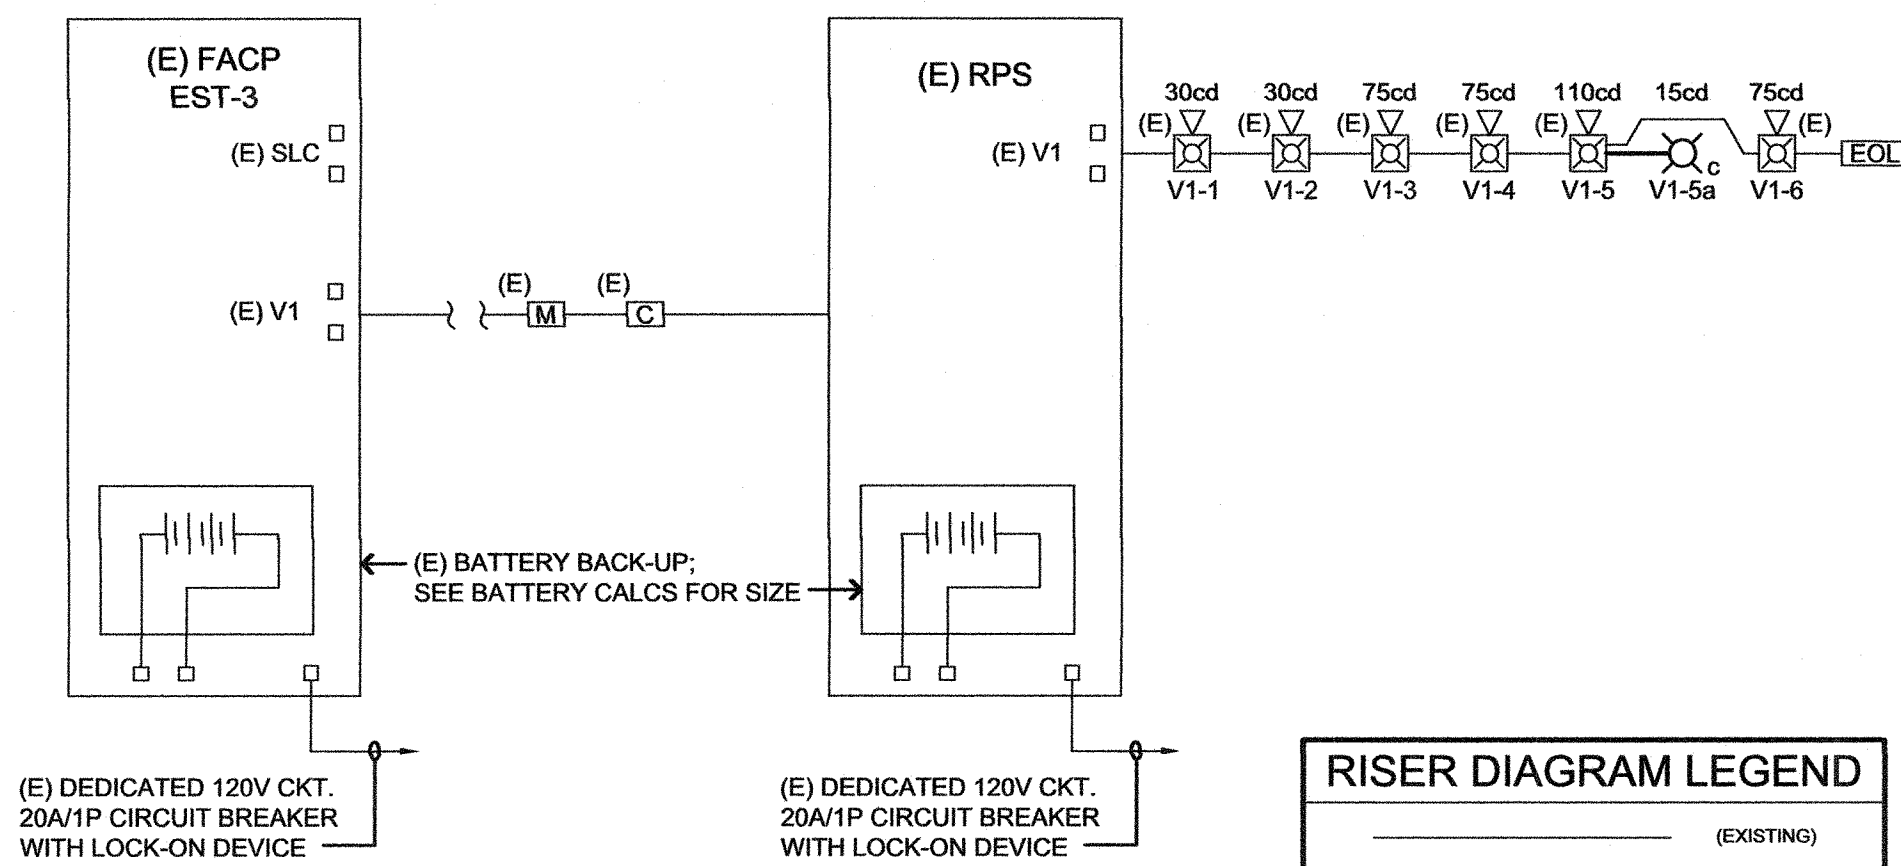 (E) FACP
EST-3
(E) SLC
(E) V1
(E) M
(E) C
(E) RPS
(E) V1
30cd 30cd 75cd 75cd 110cd 15cd 75cd
(E) (E) (E) (E) (E) (E)
EOL
C
V1-1 V1-2 V1-3 V1-4 V1-5 V1-5a V1-6
(E) BATTERY BACK-UP;
SEE BATTERY CALCS FOR SIZE
(E) DEDICATED 120V CKT.
20A/1P CIRCUIT BREAKER
WITH LOCK-ON DEVICE
(E) DEDICATED 120V CKT.
20A/1P CIRCUIT BREAKER
WITH LOCK-ON DEVICE
RISER DIAGRAM LEGEND
(EXISTING)